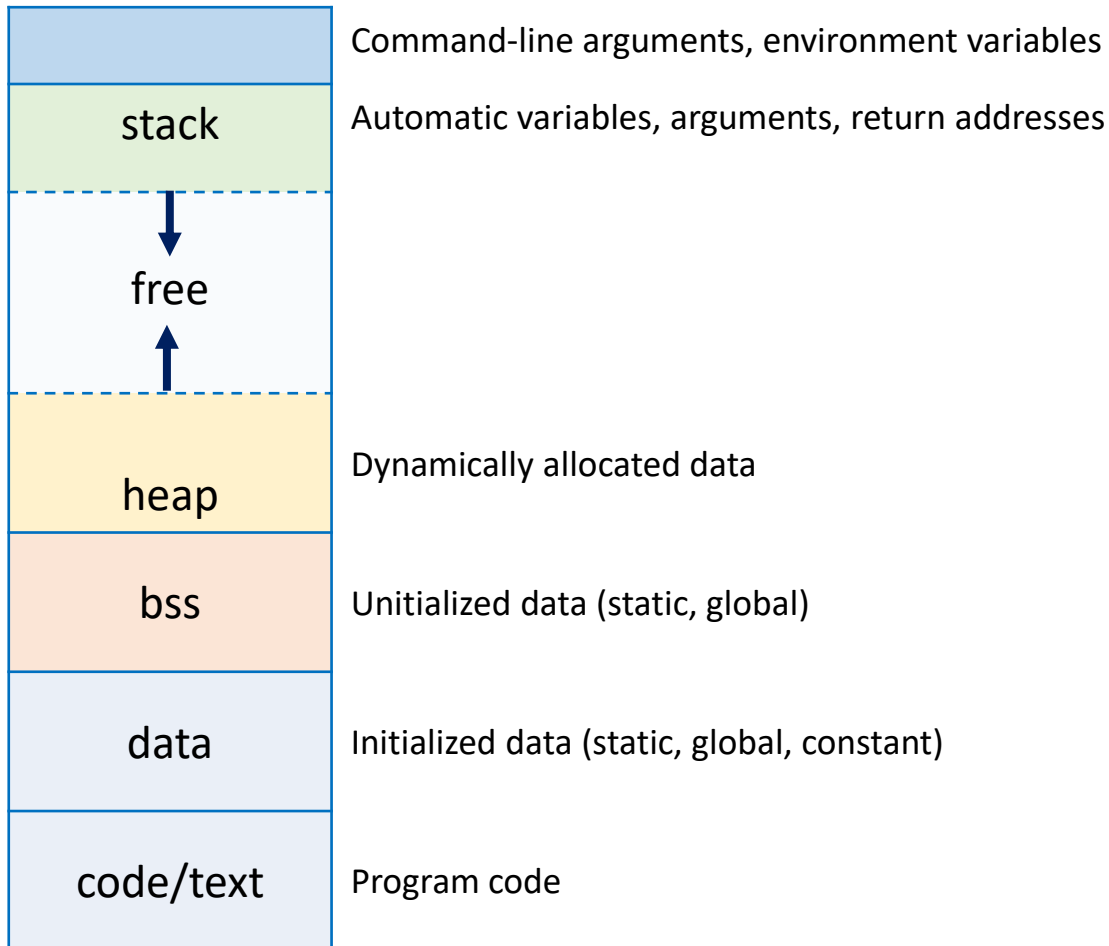 Command-line arguments, environment variables
stack
Automatic variables, arguments, return addresses
free
heap
Dynamically allocated data
bss
Unitialized data (static, global)
data
Initialized data (static, global, constant)
code/text
Program code